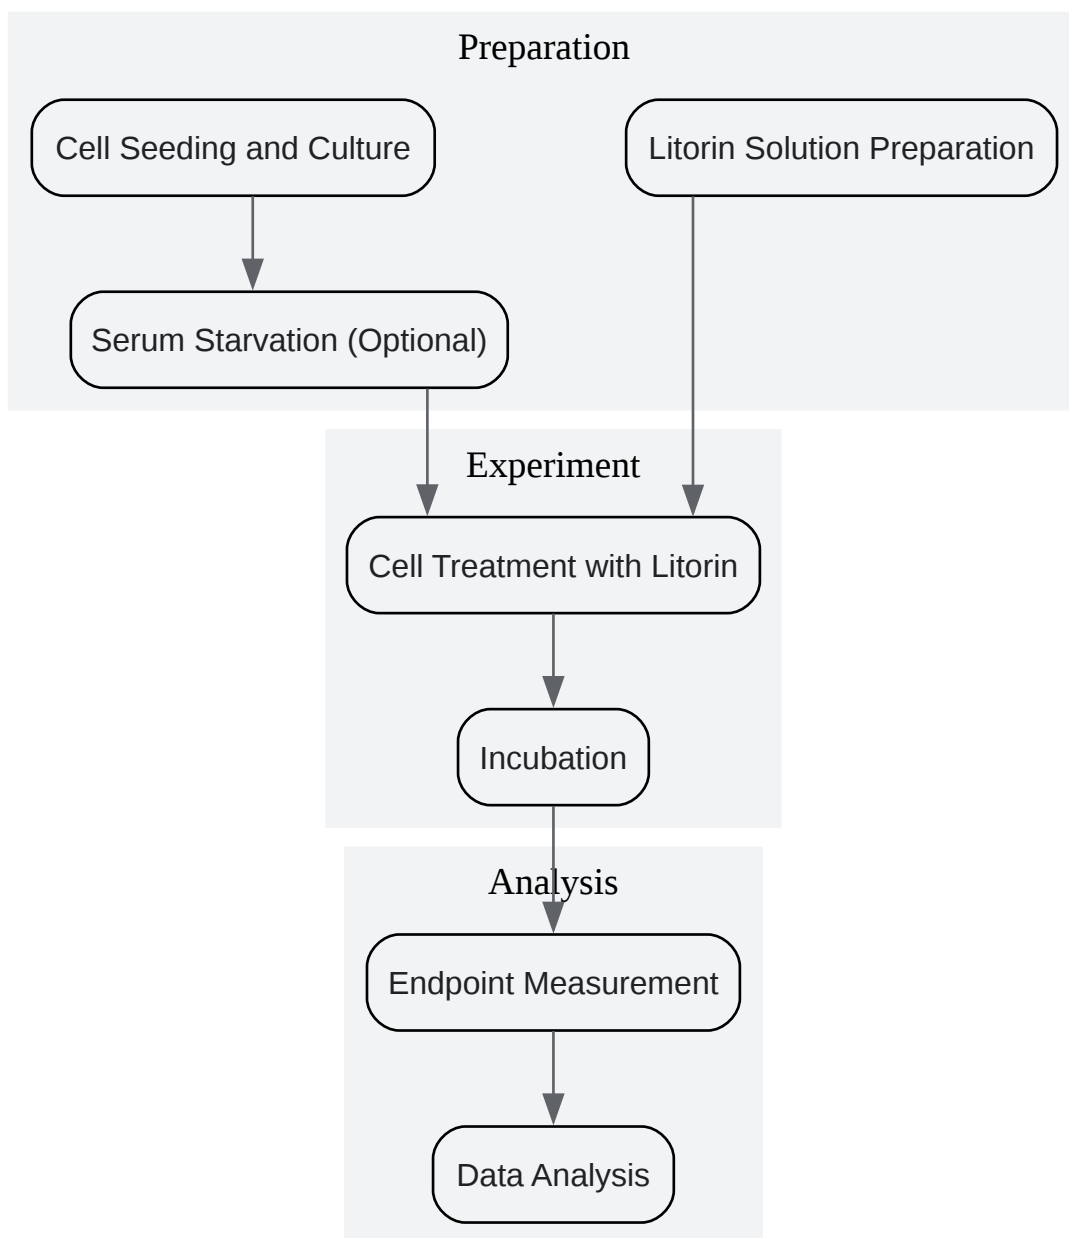 Preparation
Cell Seeding and Culture
Litorin Solution Preparation
Serum Starvation (Optional)
Experiment
Cell Treatment with Litorin
Incubation
Analysis
Endpoint Measurement
Data Analysis